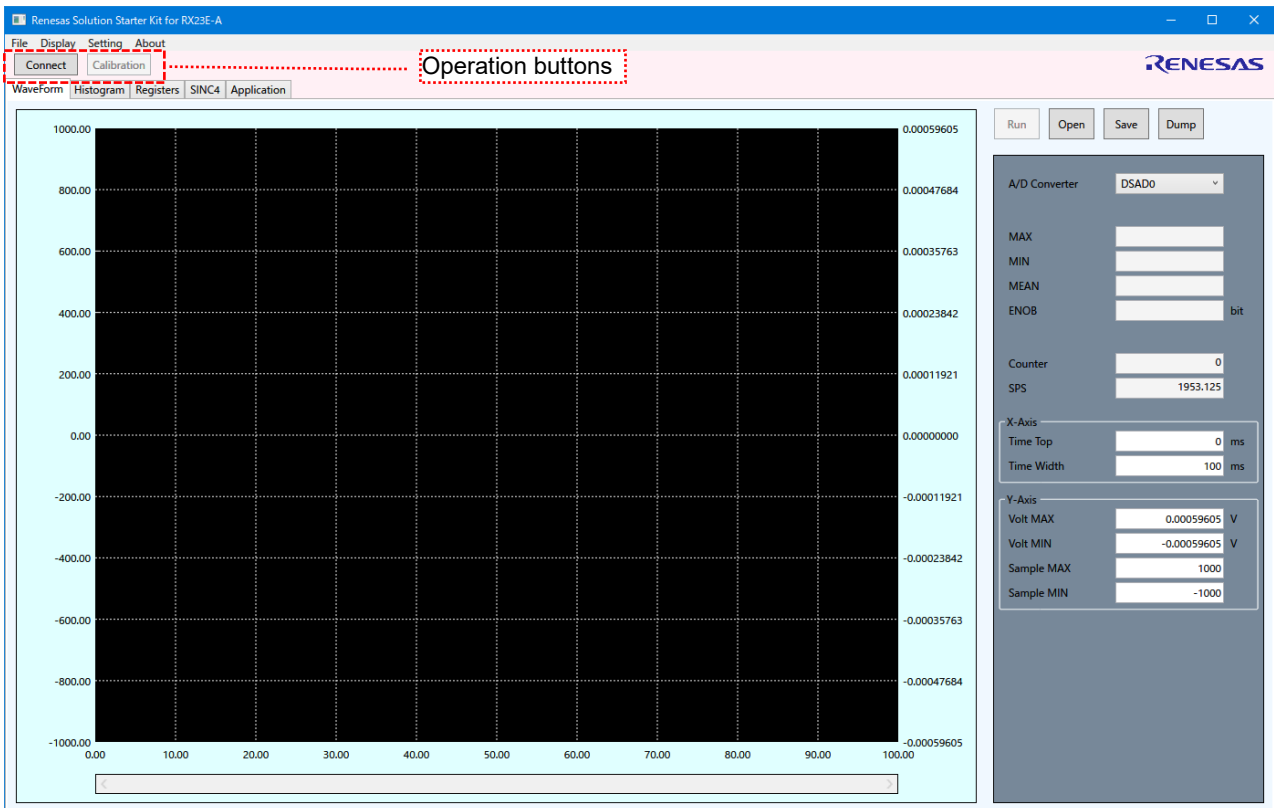 Renesas Solution Starter Kit for RX23E-A
File Display Setting About
Connect Calibration
Operation buttons
RENESAS
Waveform Histogram Registers SINC4 Application
Run Open Save Dump
1000.00 0.00059605
800.00 0.00047684
600.00 0.00035763
400.00 0.00023842
200.00 0.00011921
0.00 0.00000000
-200.00 -0.00011921
-400.00 -0.00023842
-600.00 -0.00035763
-800.00 -0.00047684
-1000.00 -0.00059605
0.00 10.00 20.00 30.00 40.00 50.00 60.00 70.00 80.00 90.00 100.00
A/D Converter DSAD0
MAX
MIN
MEAN
ENOB bit
Counter 0
SPS 1953.125
X-Axis
Time Top 0 ms
Time Width 100 ms
Y-Axis
Volt MAX 0.00059605 V
Volt MIN -0.00059605 V
Sample MAX 1000
Sample MIN -1000